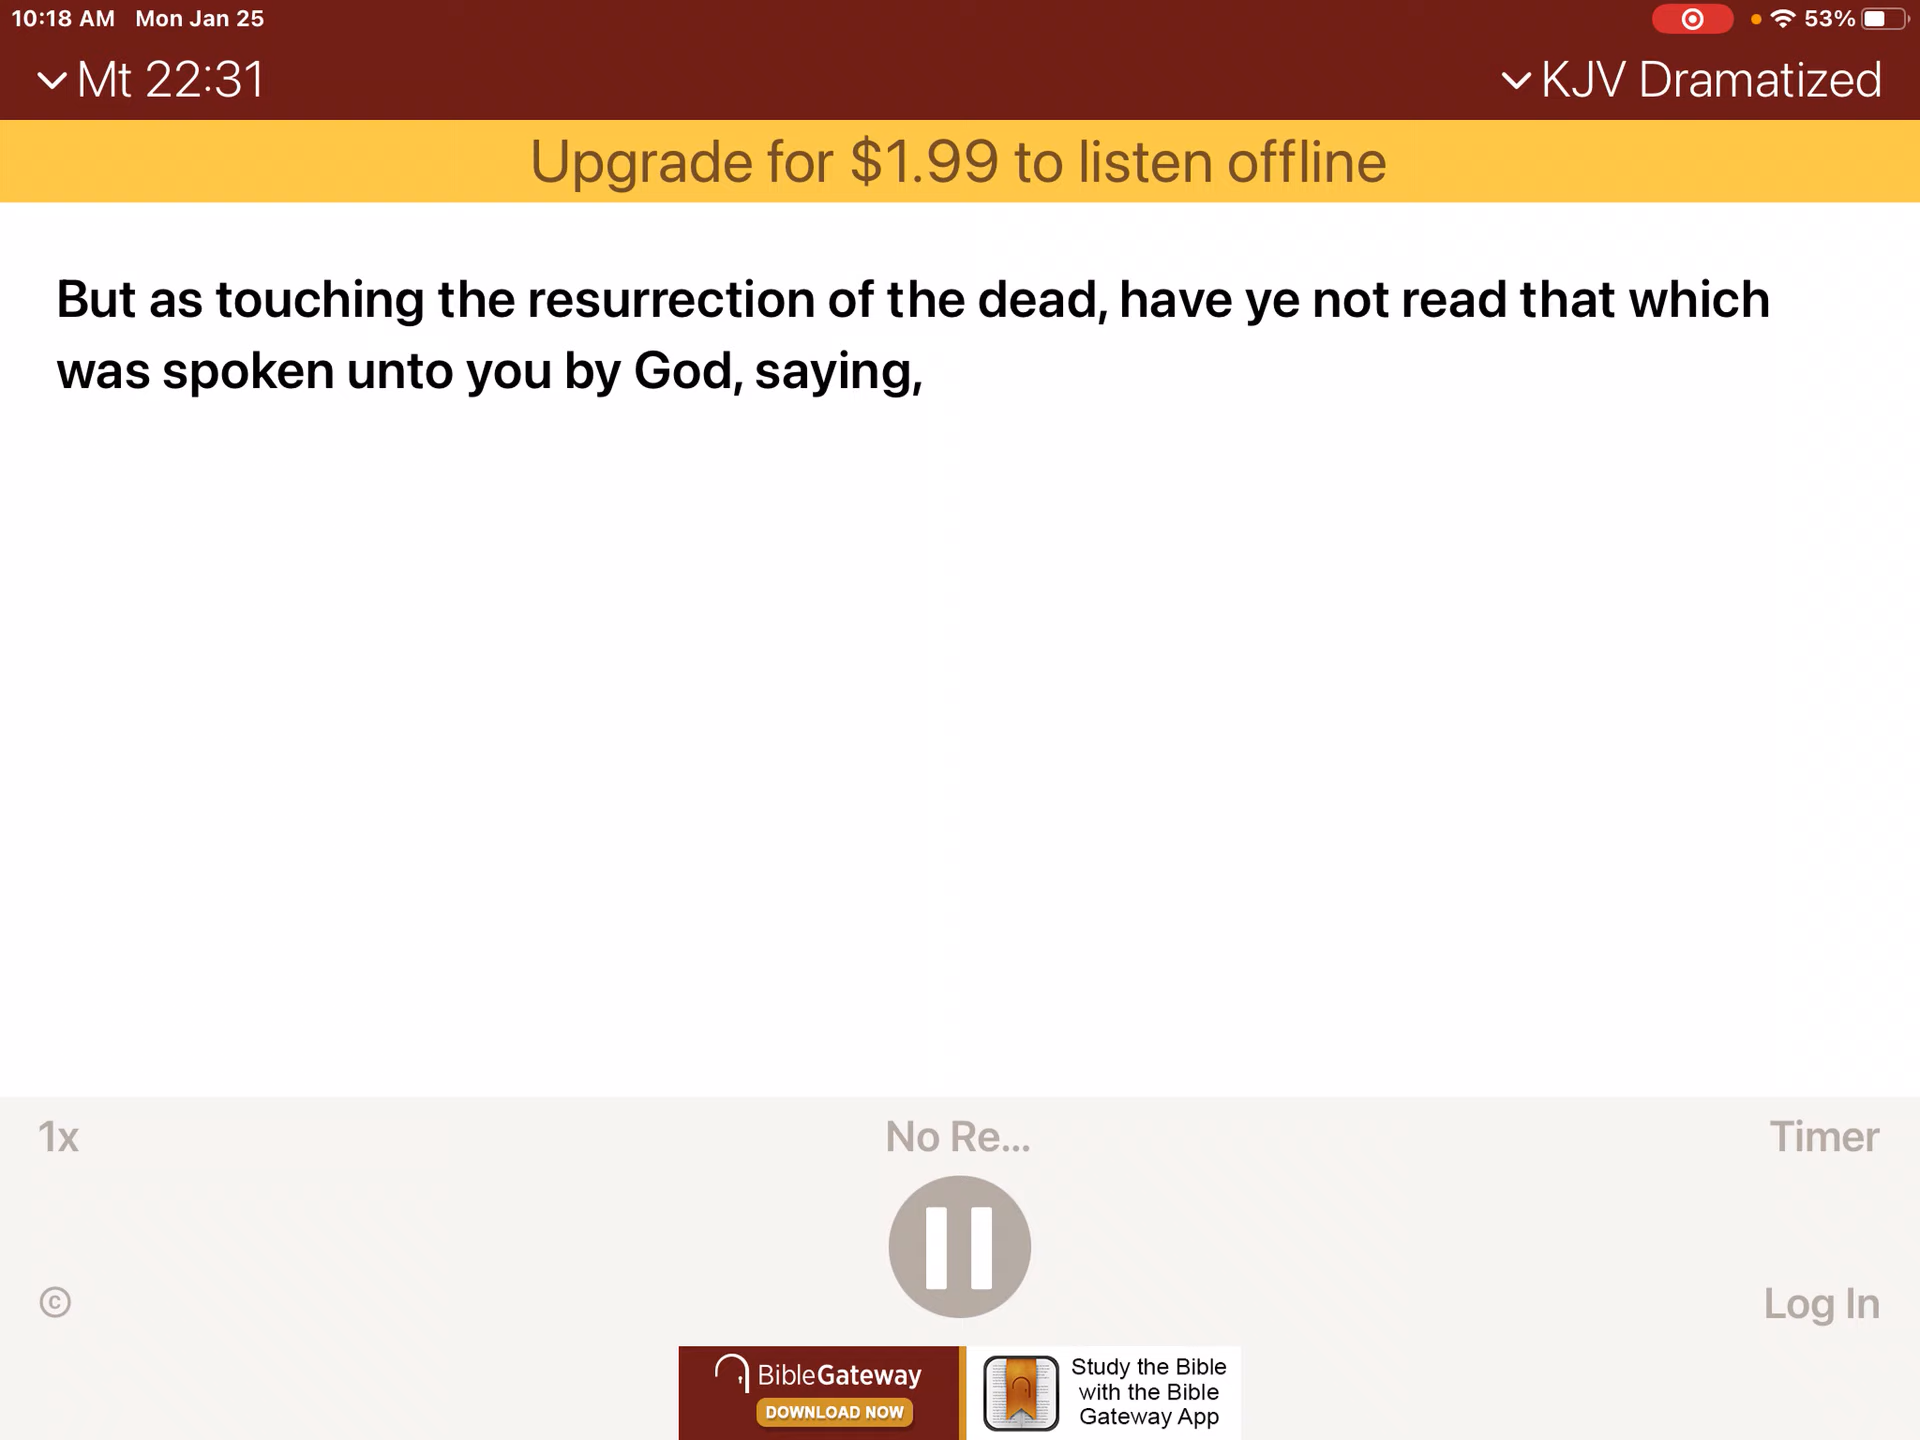 10:18 AM Mon Jan 25
53%
Mt 22:31
KJV Dramatized
Upgrade for $1.99 to listen offline
But as touching the resurrection of the dead, have ye not read that which
was spoken unto you by God, saying,
1x
No Re...
Timer
©
Log In
BibleGateway
DOWNLOAD NOW
Study the Bible
with the Bible
Gateway App